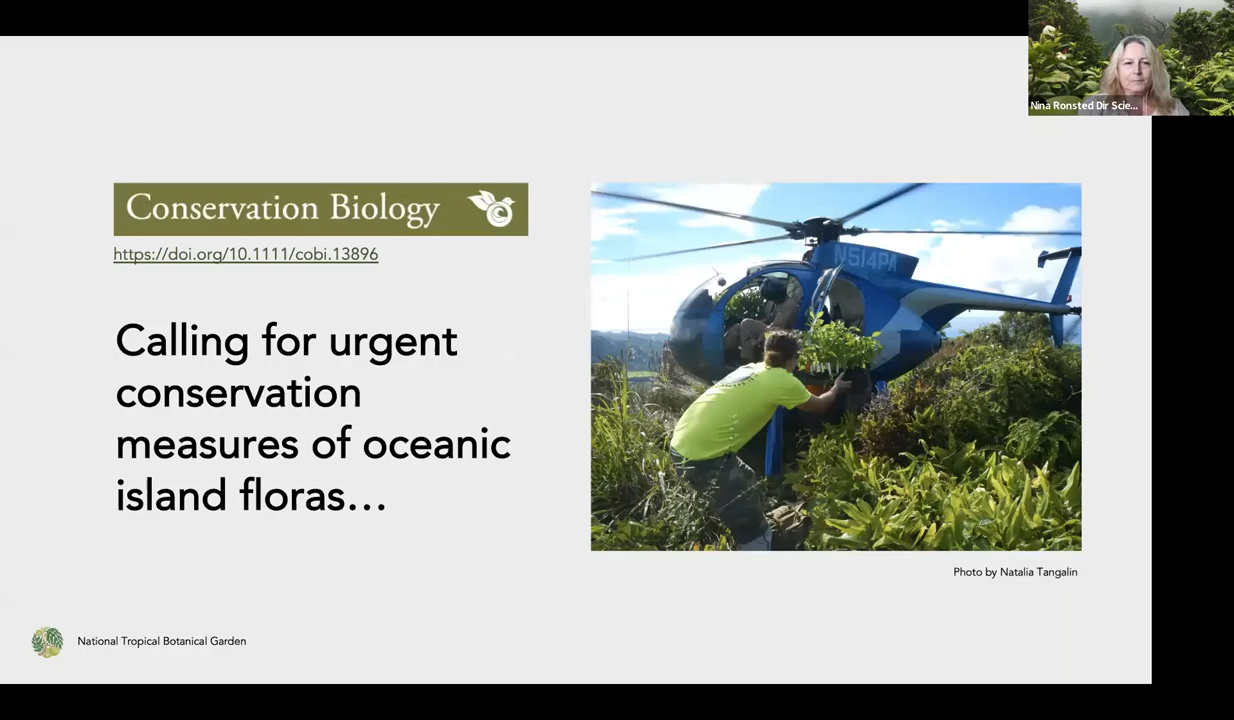 Nina Ronsted Dir Scie...
Conservation Biology
https://doi.org/10.1111/cobi.13896
Calling for urgent
conservation
measures of oceanic
island floras...
N514PA
Photo by Natalia Tangalin
National Tropical Botanical Garden